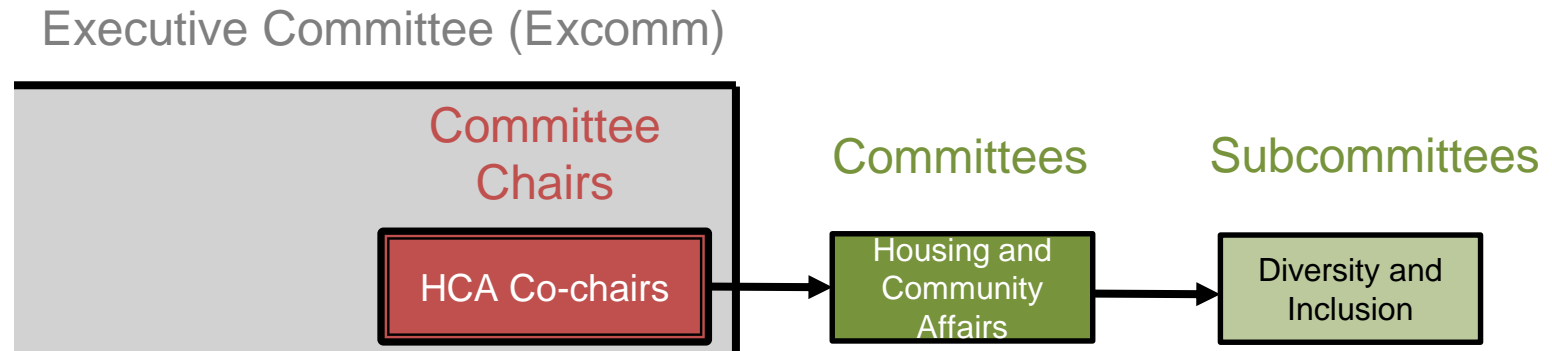 Executive Committee (Excomm)
Committee
Chairs
Committees
Subcommittees
HCA Co-chairs
Housing and
Community
Affairs
Diversity and
Inclusion